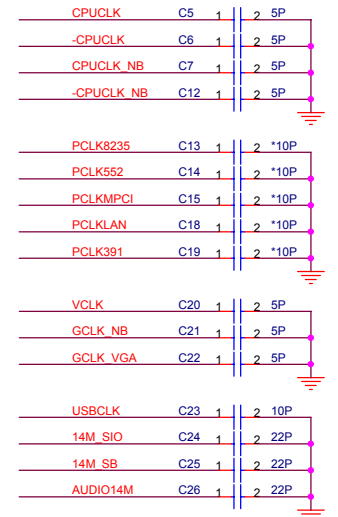 CPUCLK C5 1 2 5P
-CPUCLK C6 1 2 5P
CPUCLK_NB C7 1 2 5P
-CPUCLK_NB C12 1 2 5P
PCLK8235 C13 1 2 *10P
PCLK552 C14 1 2 *10P
PCLKMPCI C15 1 2 *10P
PCLKLAN C18 1 2 *10P
PCLK391 C19 1 2 *10P
VCLK C20 1 2 5P
GCLK_NB C21 1 2 5P
GCLK_VGA C22 1 2 5P
USBCLK C23 1 2 10P
14M_SIO C24 1 2 22P
14M_SB C25 1 2 22P
AUDIO14M C26 1 2 22P